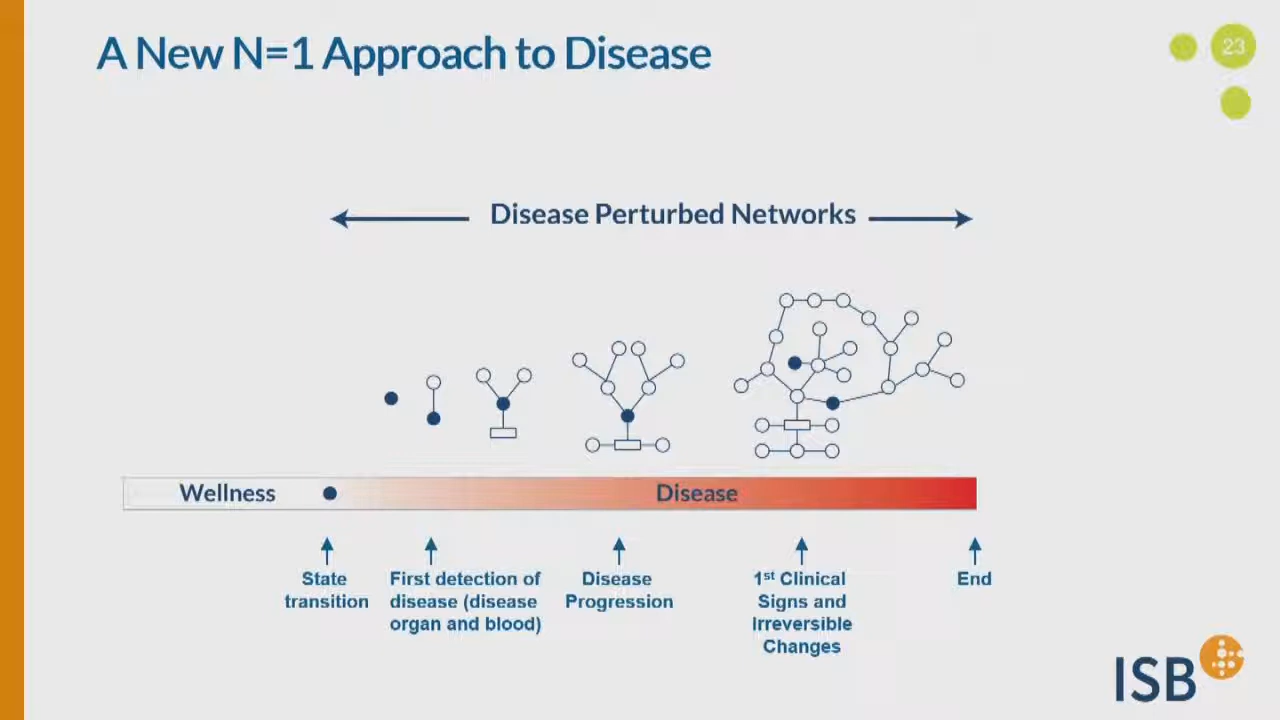 A New N=1 Approach to Disease
23
Disease Perturbed Networks
Wellness
Disease
State
transition
First detection of
disease (disease
organ and blood)
Disease
Progression
1st Clinical
Signs and
Irreversible
Changes
End
ISB